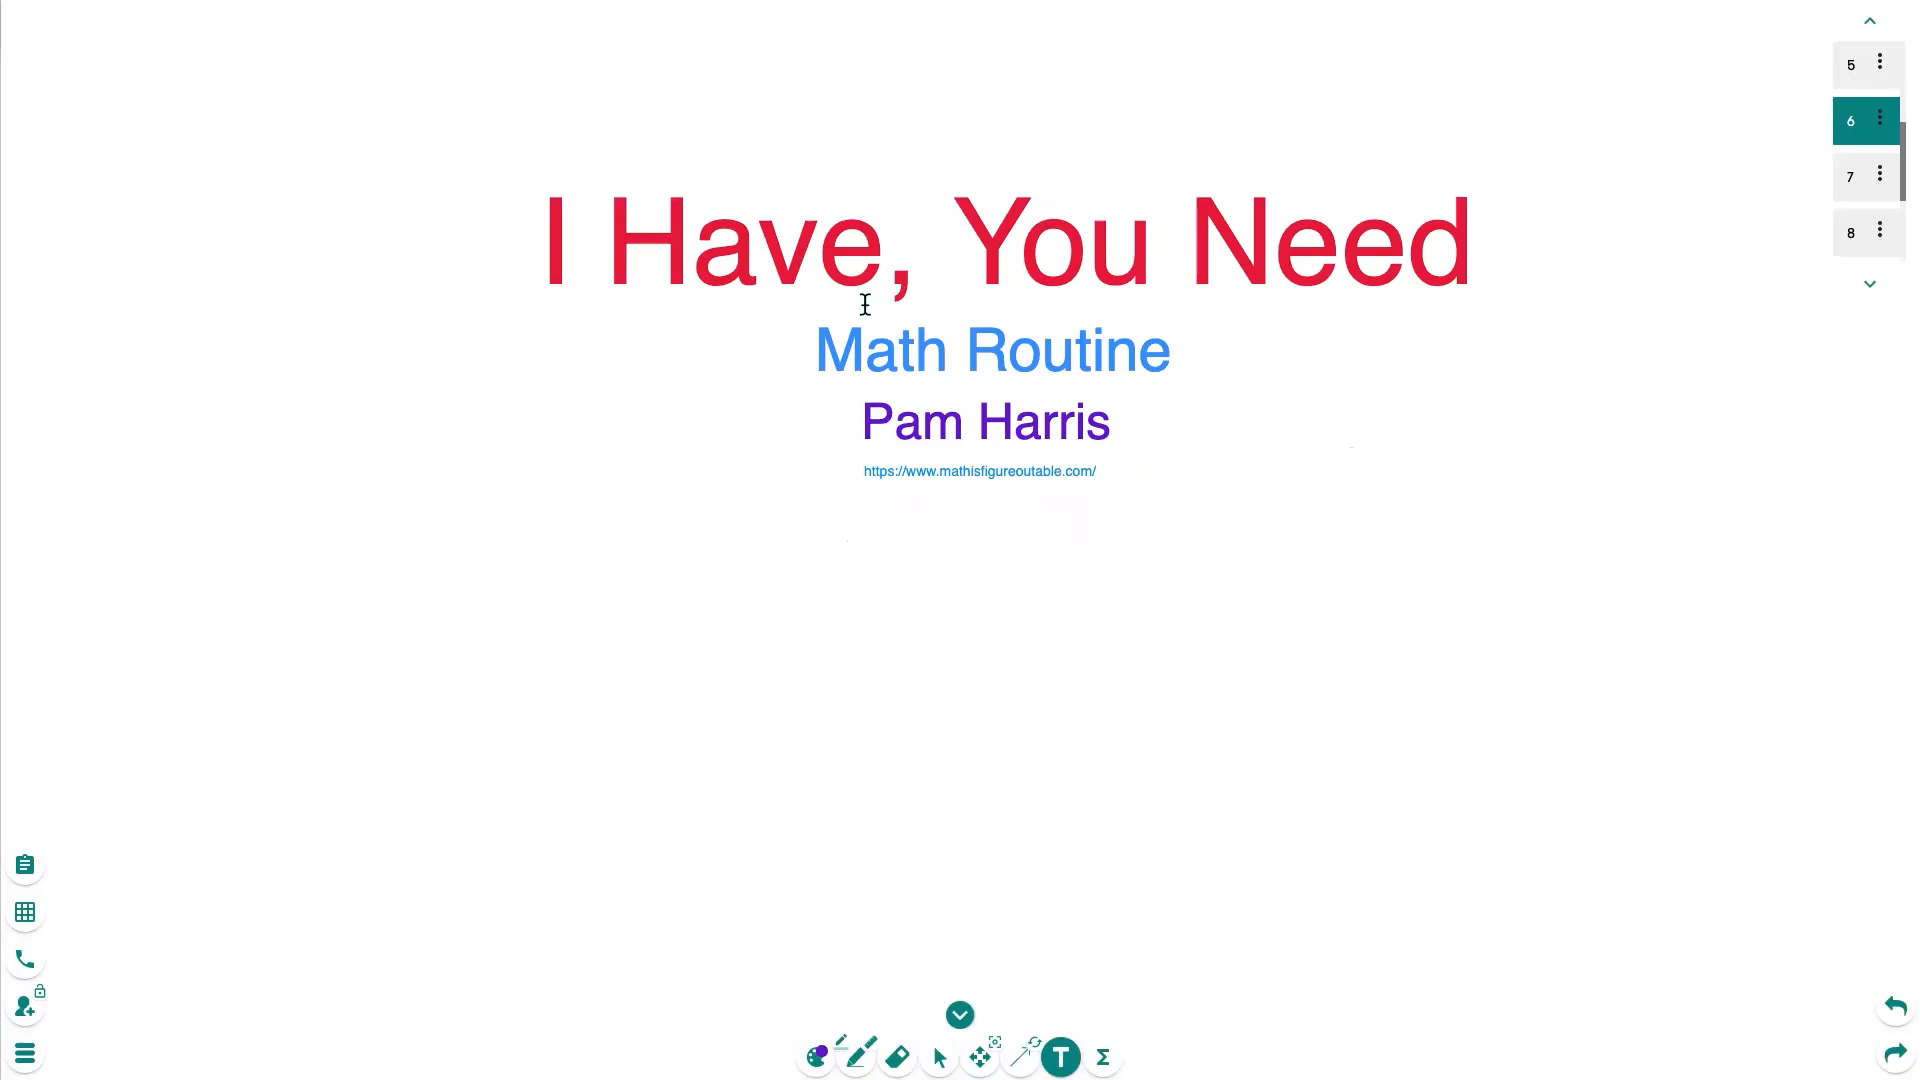 I Have, You Need
Math Routine
Pam Harris
https://www.mathisfigureoutable.com/
5
6
7
8
T
Σ